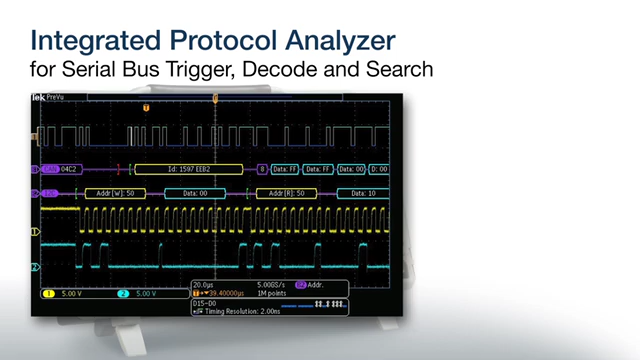 Integrated Protocol Analyzer
for Serial Bus Trigger, Decode and Search
Tek PreVu
CAN 04C2 Id: 1597 EEB2 8 Data: FF Data: FF Data: 00 D: 00
I2C Addr[W]: 50 Data: 00 Addr[R]: 50 Data: 10
1
2
1 5.00 V 2 5.00 V
20.0µs 5.00GS/s B2 Addr.
39.40000µs 1M points
D15-D0
Timing Resolution: 2.00ns